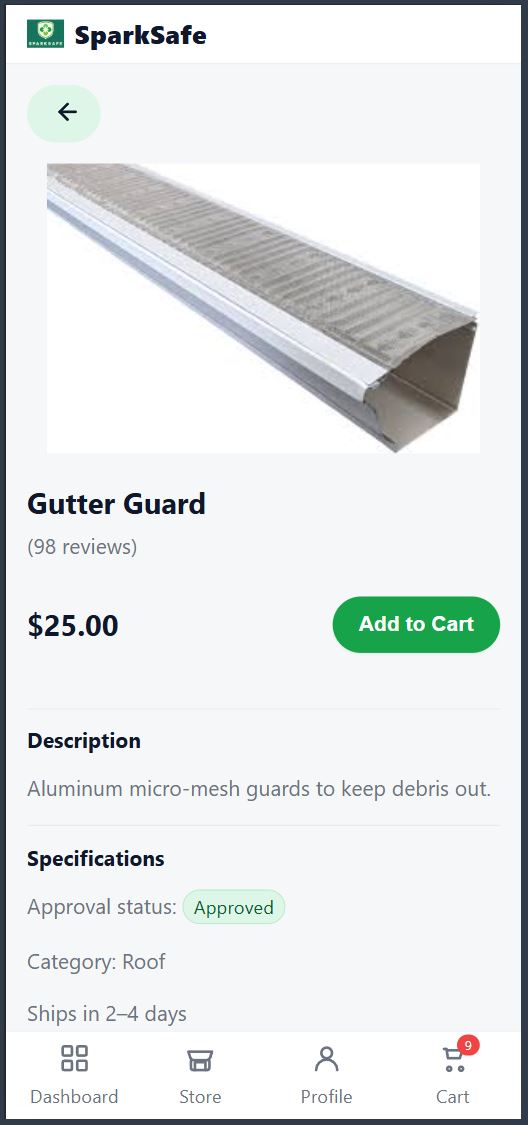 SPARKSAFE
SparkSafe
Gutter Guard
(98 reviews)
$25.00
Add to Cart
Description
Aluminum micro-mesh guards to keep debris out.
Specifications
Approval status: Approved
Category: Roof
Ships in 2–4 days
9
Dashboard
Store
Profile
Cart